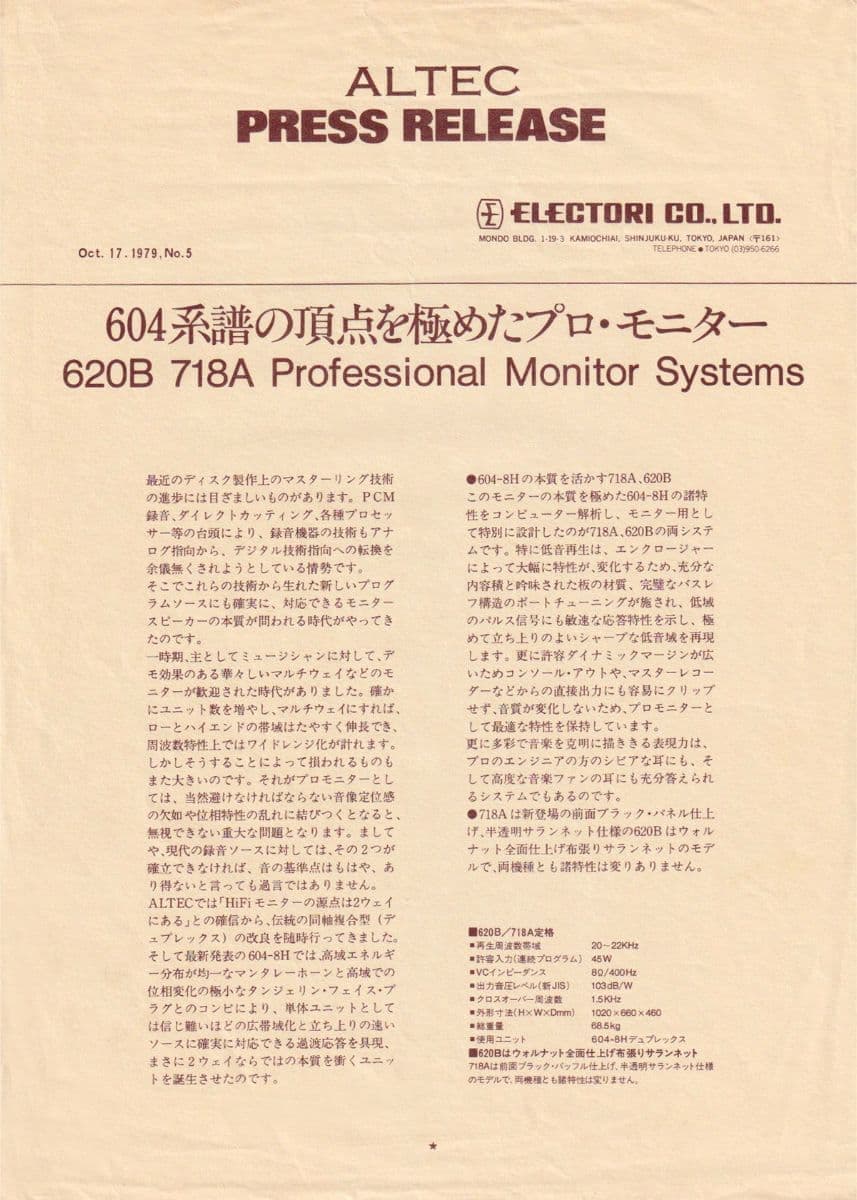 ALTEC
PRESS RELEASE
ELECTORI CO., LTD.
MONDO BLDG. 1-19-3 KAMIOCHIAI, SHINJUKU-KU, TOKYO, JAPAN 〈〒161〉
TELEPHONE ● TOKYO (03)950-6266
Oct. 17. 1979, No.5
604系譜の頂点を極めたプロ・モニター
620B 718A Professional Monitor Systems
最近のディスク製作上のマスターリング技術
の進歩には目ざましいものがあります。PCM
録音、ダイレクトカッティング、各種プロセッ
サー等の台頭により、録音機器の技術もアナ
ログ指向から、デジタル技術指向への転換を
余儀無くされようとしている情勢です。
そこでこれらの技術から生れた新しいプログ
ラムソースにも確実に、対応できるモニター
スピーカーの本質が問われる時代がやってき
たのです。
一時期、主としてミュージシャンに対して、デ
モ効果のある華々しいマルチウェイなどのモ
ニターが歓迎された時代がありました。確か
にユニット数を増やし、マルチウェイにすれば、
ローとハイエンドの帯域はたやすく伸長でき、
周波数特性上ではワイドレンジ化が計れます。
しかしそうすることによって損われるものも
また大きいのです。それがプロモニターとし
ては、当然避けなければならない音像定位感
の欠如や位相特性の乱れに結びつくとなると、
無視できない重大な問題となります。まして
や、現代の録音ソースに対しては、その2つが
確立できなければ、音の基準点はもはや、あ
り得ないと言っても過言ではありません。
ALTECでは「HiFiモニターの源点は2ウェイ
にある」との確信から、伝統の同軸複合型(デ
ュプレックス)の改良を随時行ってきました。
そして最新発表の604-8Hでは、高域エネルギ
ー分布が均一なマンタレーホーンと高域での
位相変化の極小なタンジェリン・フェイス・プ
ラグとのコンビにより、単体ユニットとして
は信じ難いほどの広帯域化と立ち上りの速い
ソースに確実に対応できる過渡応答を具現、
まさに2ウェイならではの本質を衝くユニッ
トを誕生させたのです。
●604-8Hの本質を活かす718A、620B
このモニターの本質を極めた604-8Hの諸特
性をコンピューター解析し、モニター用とし
て特別に設計したのが718A、620Bの両システ
ムです。特に低音再生は、エンクロージャー
によって大幅に特性が、変化するため、充分な
内容積と吟味された板の材質、完璧なバスレ
フ構造のポートチューニングが施され、低域
のパルス信号にも敏速な応答特性を示し、極
めて立ち上りのよいシャープな低音域を再現
します。更に許容ダイナミックマージンが広
いためコンソール・アウトや、マスターレコー
ダーなどからの直接出力にも容易にクリップ
せず、音質が変化しないため、プロモニターと
して最適な特性を保持しています。
更に多彩で音楽を克明に描ききる表現力は、
プロのエンジニアの方のシビアな耳にも、そ
して高度な音楽ファンの耳にも充分答えられ
るシステムでもあるのです。
●718Aは新登場の前面ブラック・パネル仕上
げ、半透明サランネット仕様の620Bはウォル
ナット全面仕上げ布張りサランネットのモデ
ルで、両機種とも諸特性は変りありません。
■620B/718A定格
■再生周波数帯域 20〜22KHz
■許容入力(連続プログラム) 45W
■VCインピーダンス 8Ω/400Hz
■出力音圧レベル(新JIS) 103dB/W
■クロスオーバー周波数 1.5KHz
■外形寸法(H×W×Dmm) 1020×660×460
■総重量 68.5kg
■使用ユニット 604-8Hデュプレックス
■620Bはウォルナット全面仕上げ布張りサランネット
718Aは前面ブラック・バッフル仕上げ、半透明サランネット仕様
のモデルで、両機種とも諸特性は変りません。
★